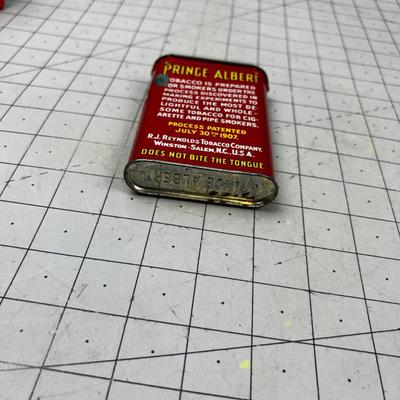 PRINCE ALBERT
TOBACCO IS PREPARED
FOR SMOKERS UNDER THE
PROCESS DISCOVERED IN
MAKING EXPERIMENTS TO
PRODUCE THE MOST DE-
LIGHTFUL AND WHOLE-
SOME TOBACCO FOR CIG-
ARETTE AND PIPE SMOKERS.
PROCESS PATENTED
JULY 30TH 1907.
R.J. REYNOLDS TOBACCO COMPANY,
WINSTON-SALEM, N.C., U.S.A.
DOES NOT BITE THE TONGUE
PRINCE ALBERT